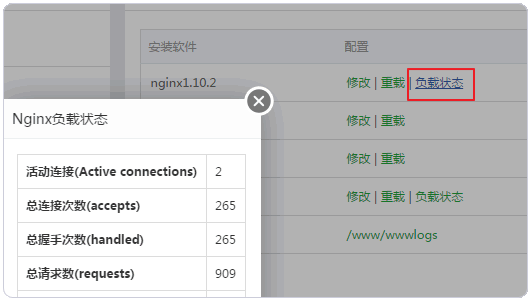 安装软件 配置
nginx1.10.2 修改 | 重载 | 负载状态
修改 | 重载
修改 | 重载
修改 | 重载 | 负载状态
/www/wwwlogs
Nginx负载状态
活动连接(Active connections) 2
总连接次数(accepts) 265
总握手次数(handled) 265
总请求数(requests) 909